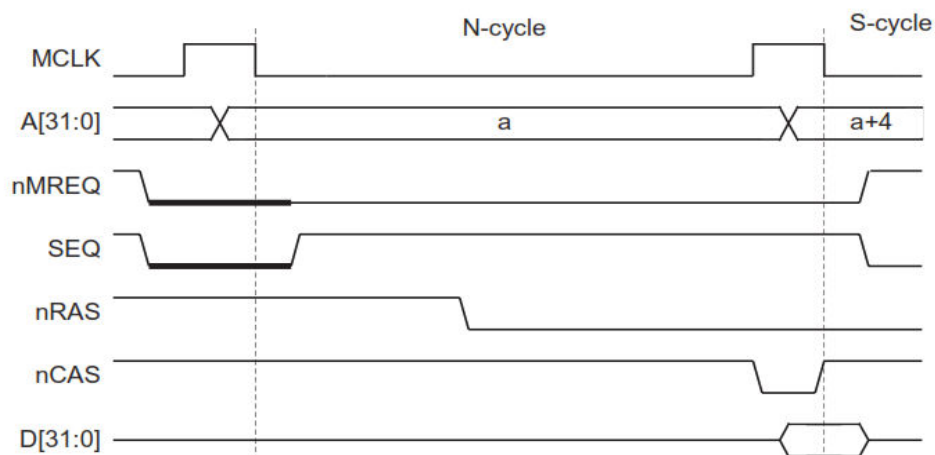 N-cycle
S-cycle
MCLK
A[31:0]
a
a+4
nMREQ
SEQ
nRAS
nCAS
D[31:0]